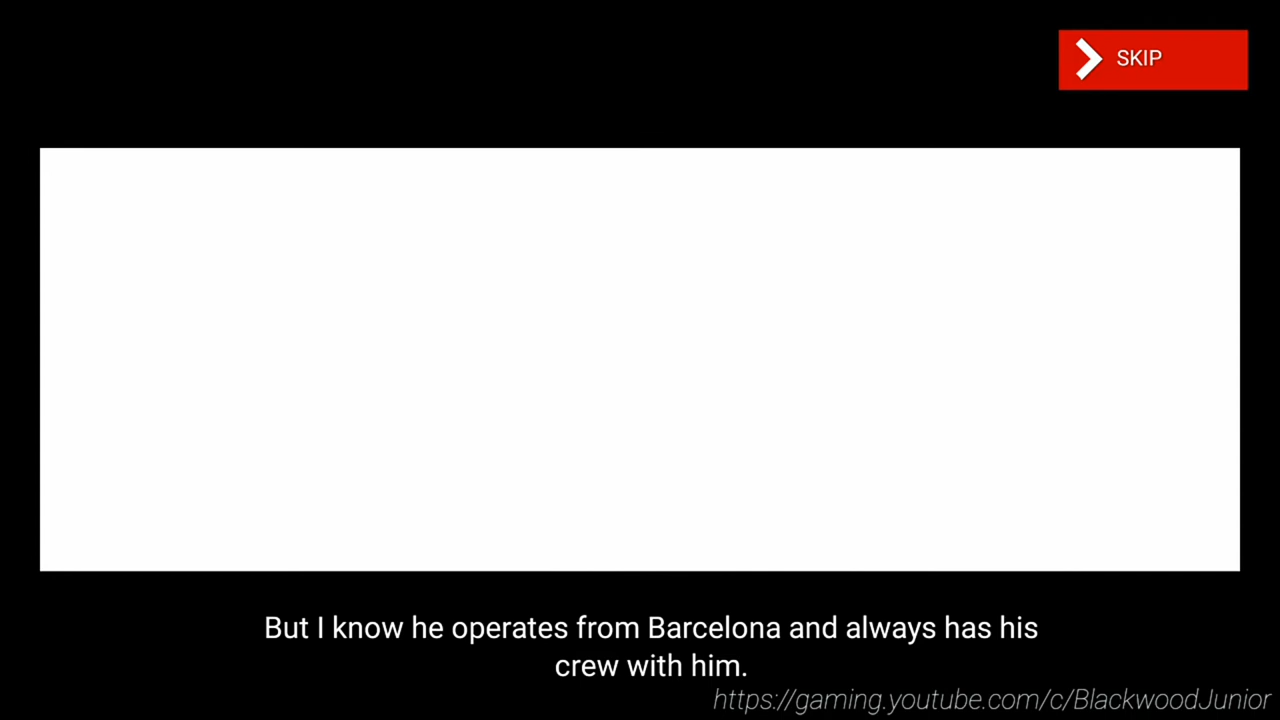 SKIP
But I know he operates from Barcelona and always has his
crew with him.
https://gaming.youtube.com/c/BlackwoodJunior